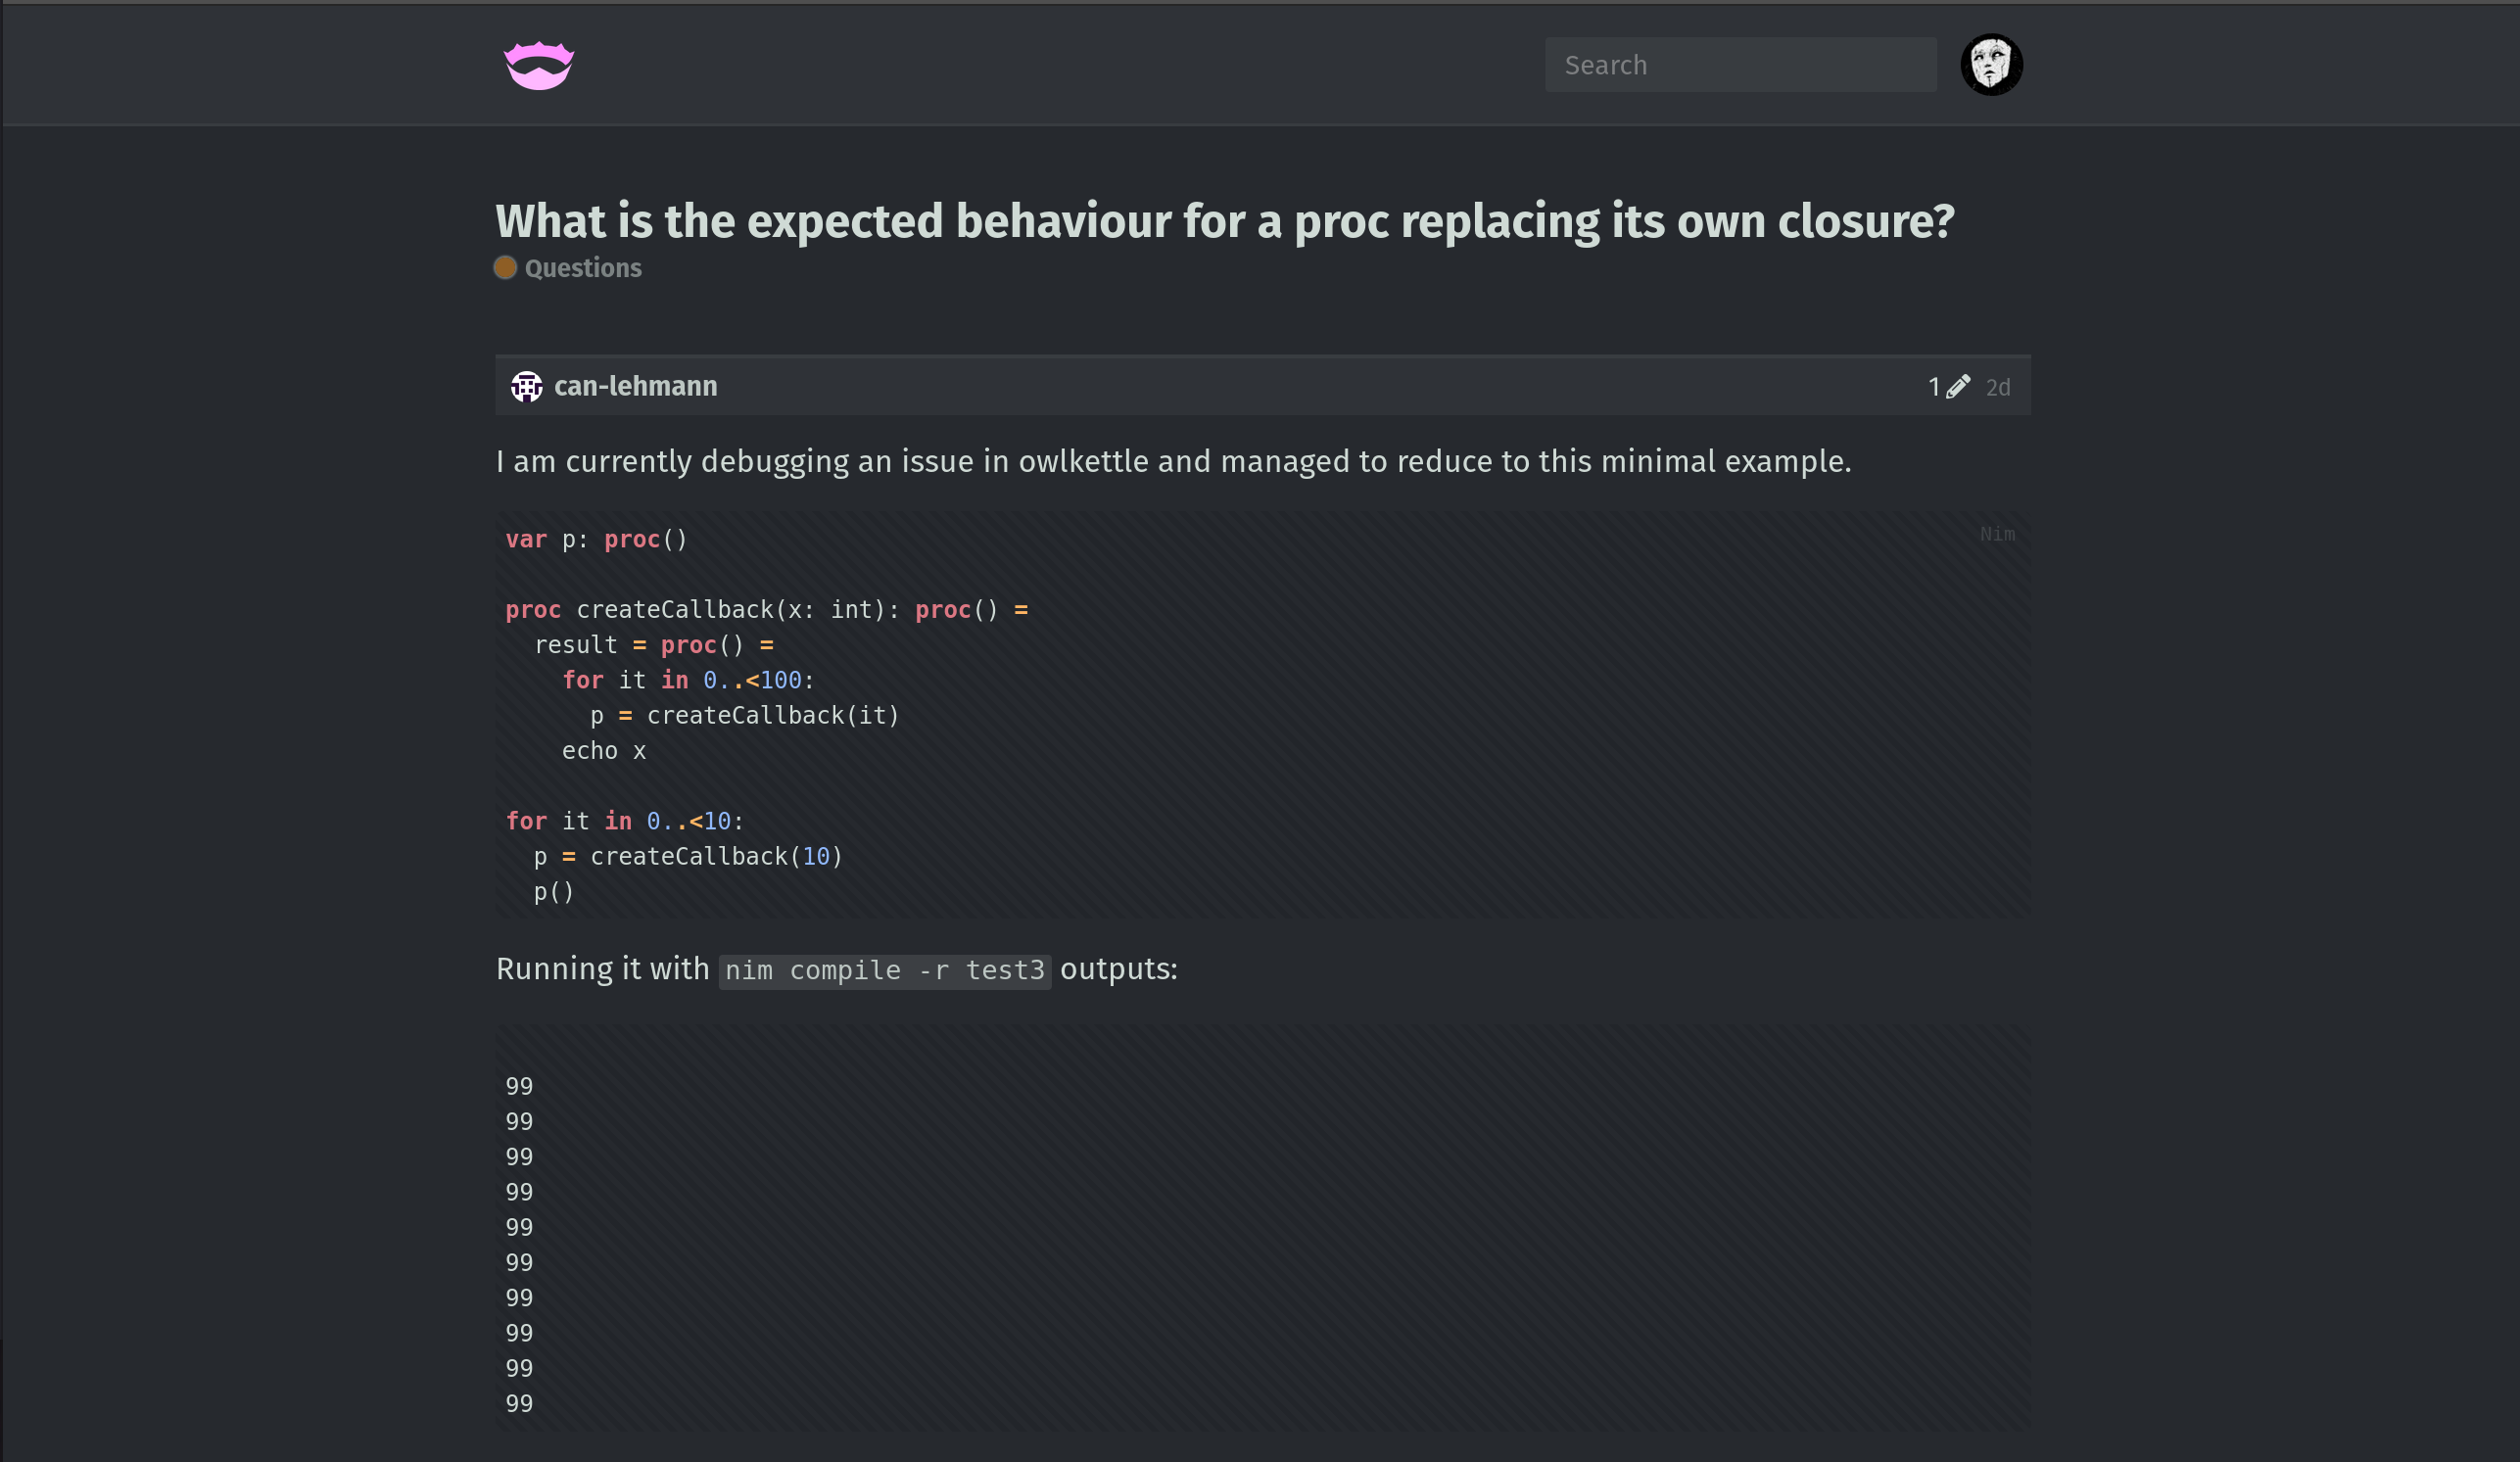 Search
What is the expected behaviour for a proc replacing its own closure?
Questions
can-lehmann
1 2d
I am currently debugging an issue in owlkettle and managed to reduce to this minimal example.
Nim
var p: proc()

proc createCallback(x: int): proc() =
  result = proc() =
    for it in 0..<100:
      p = createCallback(it)
    echo x

for it in 0..<10:
  p = createCallback(10)
  p()
Running it with nim compile -r test3 outputs:
99
99
99
99
99
99
99
99
99
99